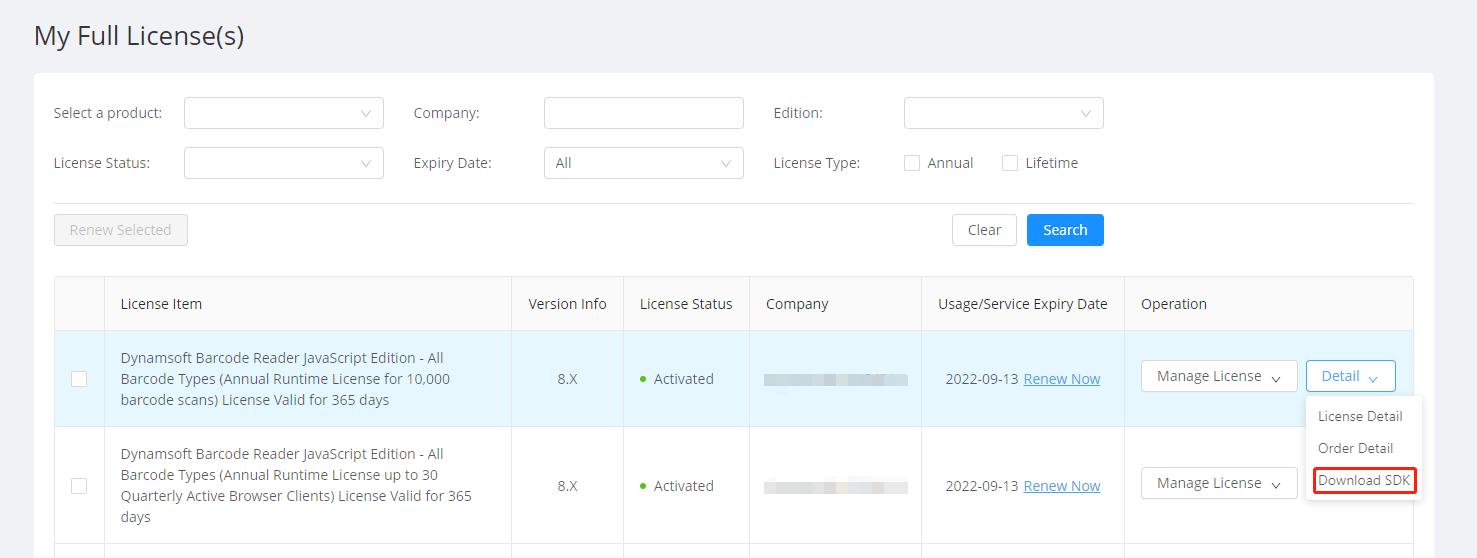 My Full License(s)
Select a product:
Company:
Edition:
License Status:
Expiry Date:
All
License Type:
Annual
Lifetime
Renew Selected
Clear
Search
License Item
Version Info
License Status
Company
Usage/Service Expiry Date
Operation
Dynamsoft Barcode Reader JavaScript Edition - All
Barcode Types (Annual Runtime License for 10,000
barcode scans) License Valid for 365 days
8.X
Activated
2022-09-13 Renew Now
Manage License
Detail
License Detail
Order Detail
Download SDK
Dynamsoft Barcode Reader JavaScript Edition - All
Barcode Types (Annual Runtime License up to 30
Quarterly Active Browser Clients) License Valid for 365
days
8.X
Activated
2022-09-13 Renew Now
Manage License